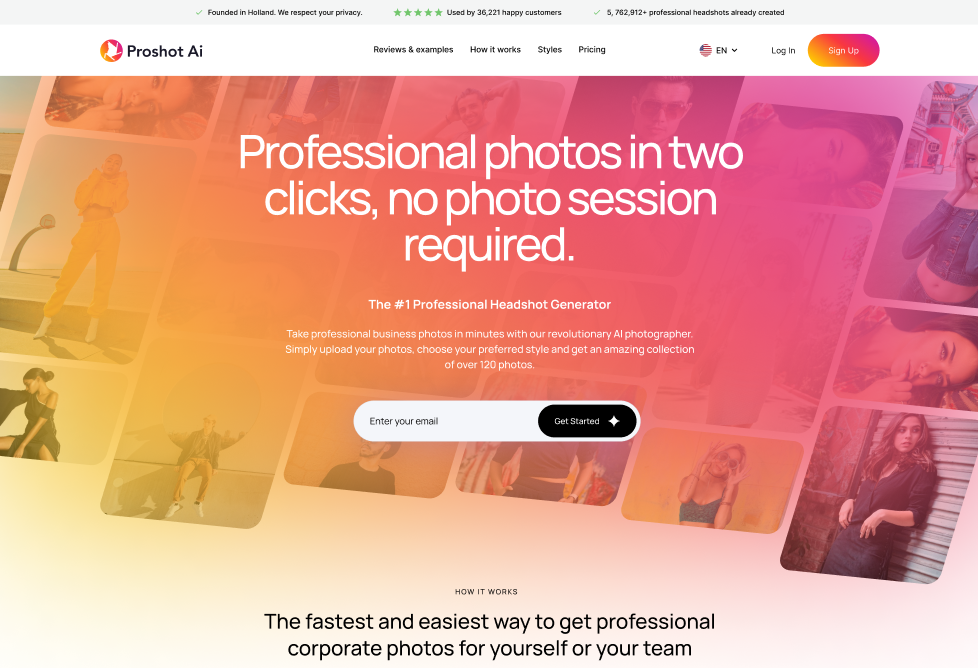 Founded in Holland. We respect your privacy.
Used by 36,221 happy customers
5, 762,912+ professional headshots already created
Proshot Ai
Reviews & examples
How it works
Styles
Pricing
EN
Log In
Sign Up
Professional photos in two
clicks, no photo session
required.
The #1 Professional Headshot Generator
Take professional business photos in minutes with our revolutionary AI photographer.
Simply upload your photos, choose your preferred style and get an amazing collection
of over 120 photos.
Enter your email
Get Started
HOW IT WORKS
The fastest and easiest way to get professional
corporate photos for yourself or your team